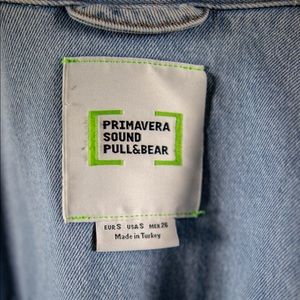 PRIMAVERA
SOUND
PULL&BEAR
EUR S USA S MEX 26
Made in Turkey